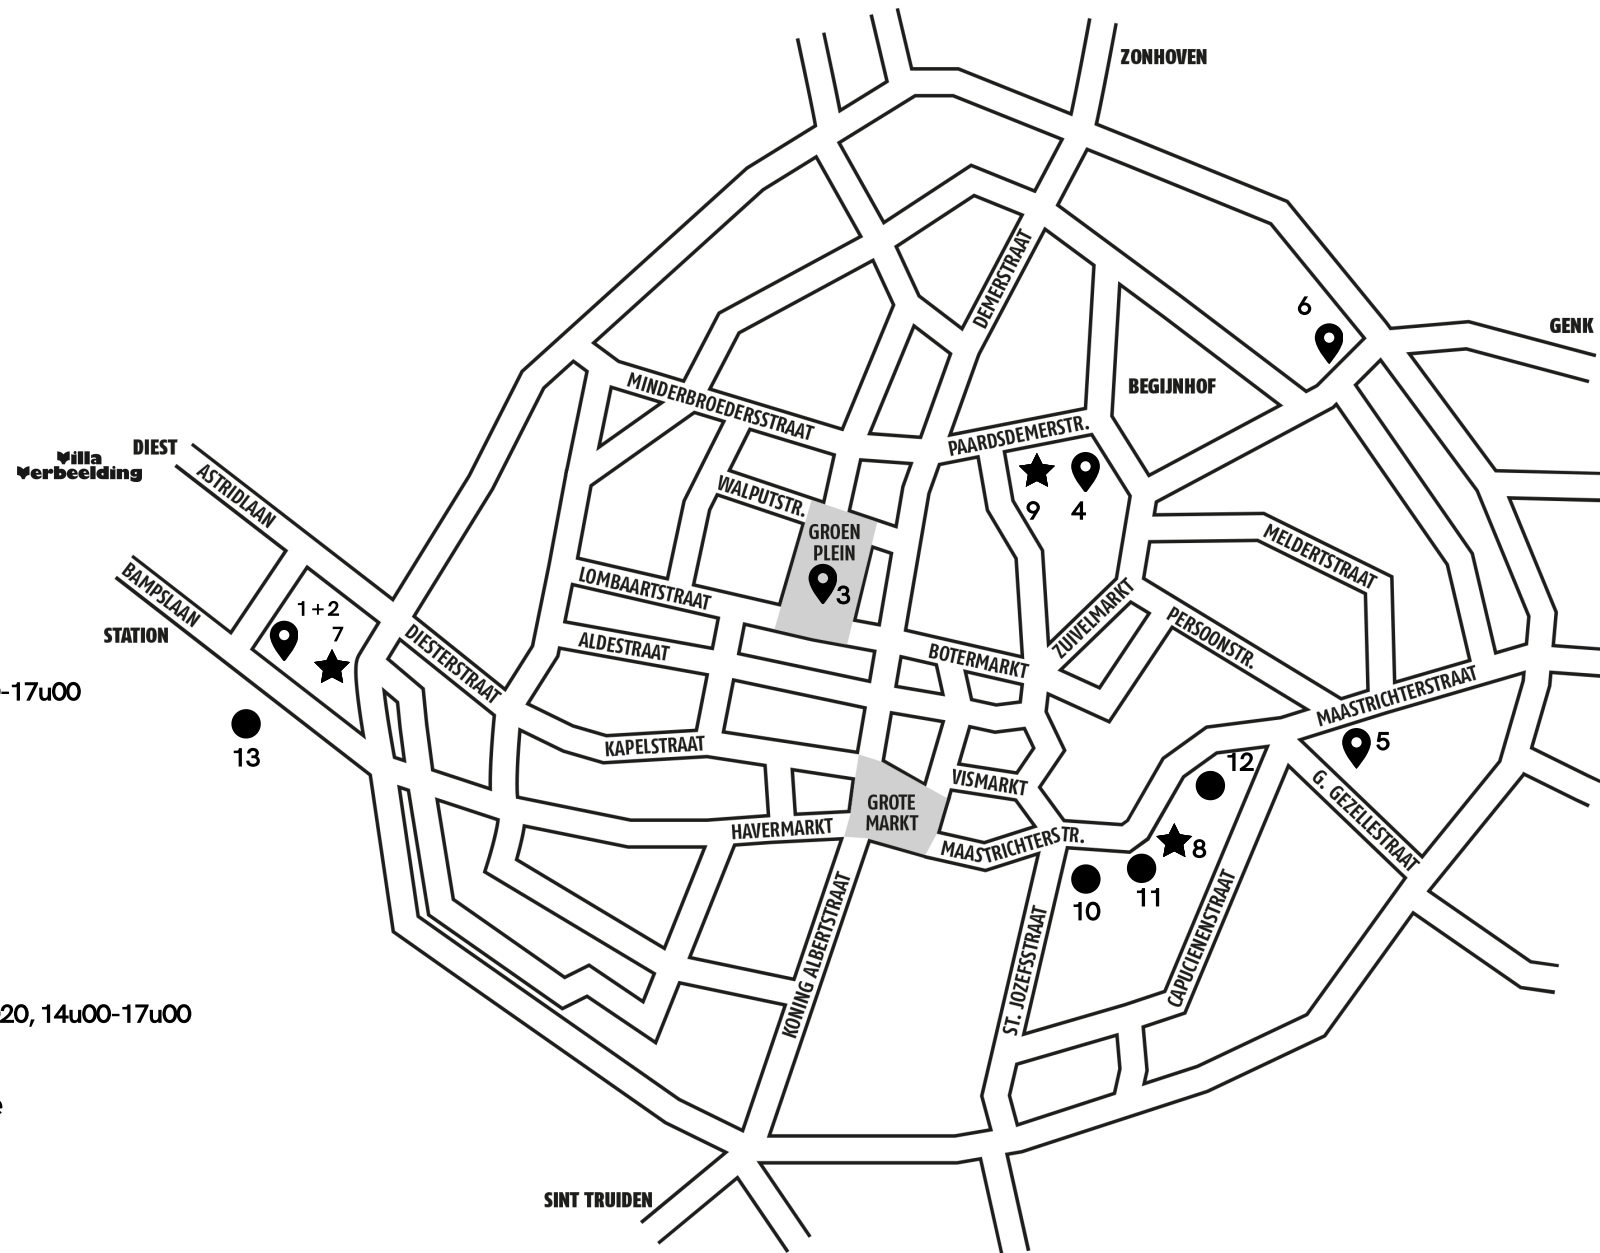 ZONHOVEN
6
GENK
DEMERSTRAAT
BEGIJNHOF
MINDERBROEDERSSTRAAT
PAARDSDEMERSTR.
DIEST
Villa
Verbeelding
ASTRIDLAAN
WALPUTSTR.
9
4
GROEN
PLEIN
3
MELDERTSTRAAT
BAMPSLAAN
LOMBAARTSTRAAT
1+2
7
STATION
DIESTERSTRAAT
ALDESTRAAT
BOTERMARKT
ZUIVELMARKT
PERSOONSTR.
-17u00
MAASTRICHTERSTRAAT
5
13
KAPELSTRAAT
12
VISMARKT
G. GEZELLESTRAAT
GROTE
MARKT
HAVERMARKT
MAASTRICHTERSTR.
8
10
11
KONING ALBERTSTRAAT
ST. JOZEFSSTRAAT
CAPUCIENENSTRAAT
20, 14u00-17u00
SINT TRUIDEN